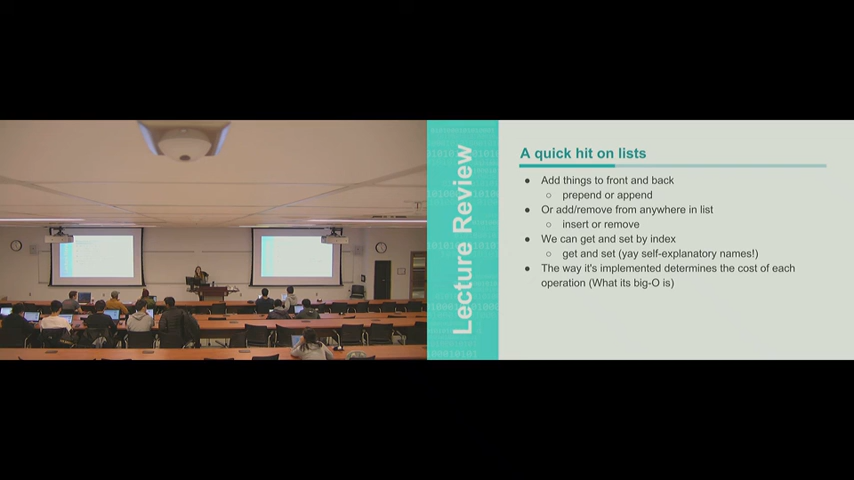 Lecture Review
A quick hit on lists
● Add things to front and back
○ prepend or append
● Or add/remove from anywhere in list
○ insert or remove
● We can get and set by index
○ get and set (yay self-explanatory names!)
● The way it's implemented determines the cost of each
operation (What its big-O is)